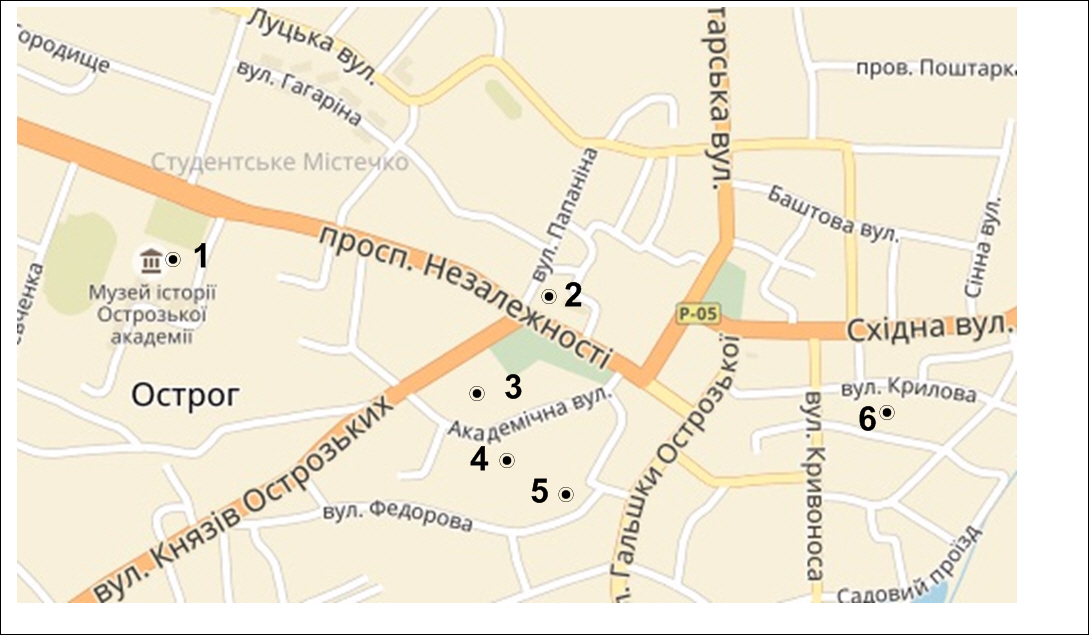 Луцька вул.
тарська вул.
ородище
вул. Гагаріна
пров. Поштарка
Студентське Містечко
вул. Папаніна
Баштова вул.
Сінна вул.
просп. Незалежності
1
Музей історії
Острозької
академії
вченка
2
Р-05
Східна вул.
Острог
3
Академічна вул.
вул. Крилова
6
4
5
вул. Князів Острозьких
вул. Федорова
л. Гальшки Острозької
вул. Кривоноса
Садовий проїзд